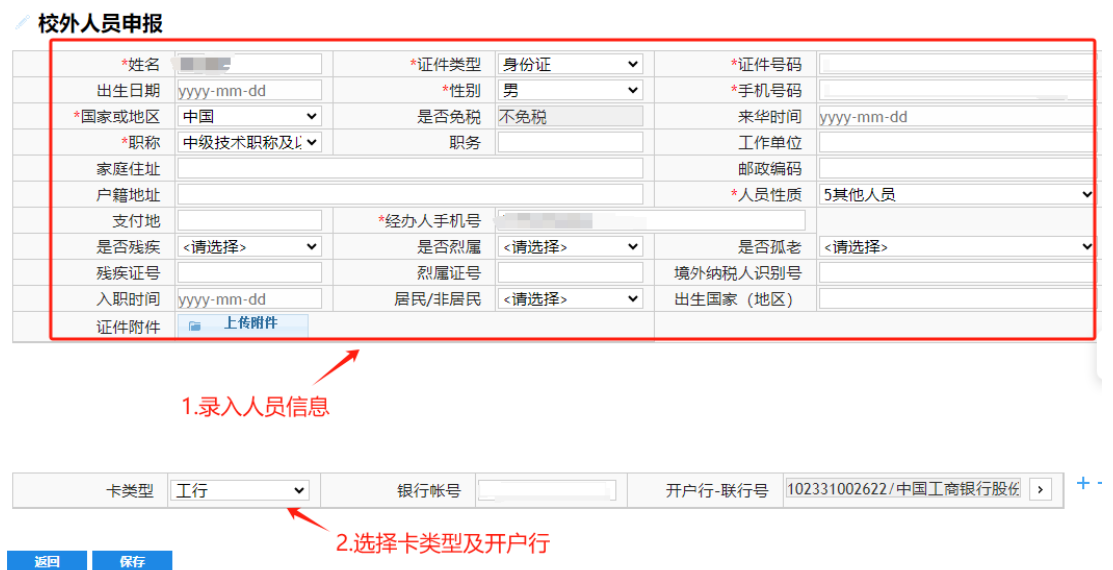 校外人员申报
*姓名 *证件类型 身份证 *证件号码
出生日期 yyyy-mm-dd *性别 男 *手机号码
*国家或地区 中国 是否免税 不免税 来华时间 yyyy-mm-dd
*职称 中级技术职称及以 职务 工作单位
家庭住址 邮政编码
户籍地址 *人员性质 5其他人员
支付地 *经办人手机号
是否残疾 <请选择> 是否烈属 <请选择> 是否孤老 <请选择>
残疾证号 烈属证号 境外纳税人识别号
入职时间 yyyy-mm-dd 居民/非居民 <请选择> 出生国家（地区）
证件附件 上传附件
1.录入人员信息
卡类型 工行 银行帐号 开户行-联行号 102331002622/中国工商银行股份 >
2.选择卡类型及开户行
返回 保存